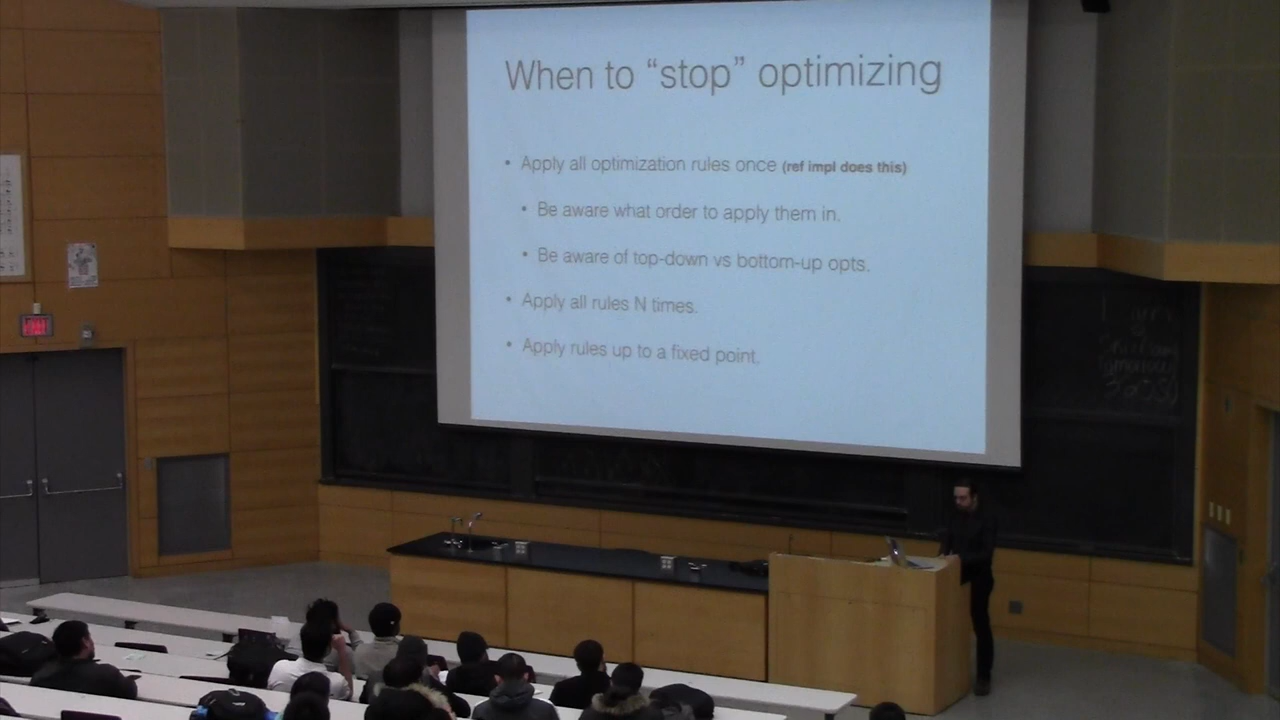 When to “stop” optimizing
• Apply all optimization rules once (ref impl does this)
• Be aware what order to apply them in.
• Be aware of top-down vs bottom-up opts.
• Apply all rules N times.
• Apply rules up to a fixed point.